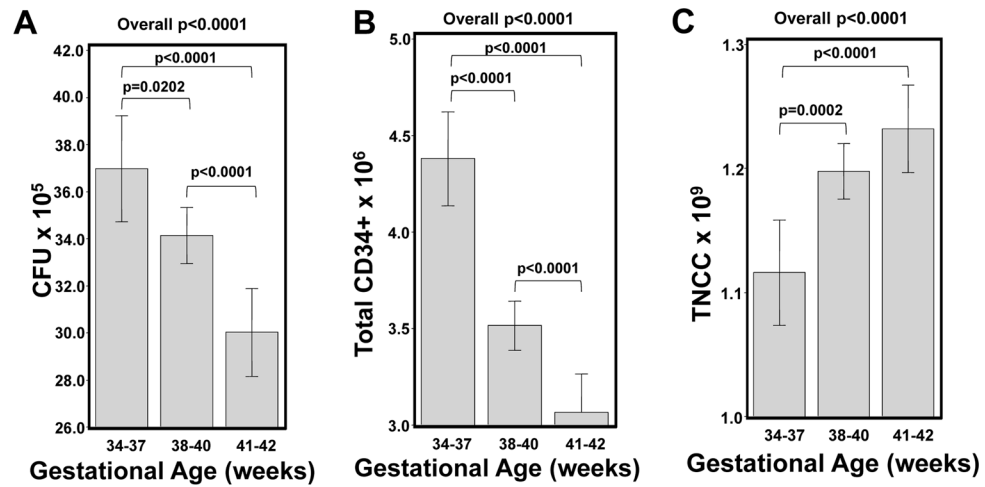 A
Overall p<0.0001
CFU x 10⁵
42.0
40.0
38.0
36.0
34.0
32.0
30.0
28.0
26.0
p<0.0001
p=0.0202
p<0.0001
34-37 38-40 41-42
Gestational Age (weeks)
B
Overall p<0.0001
Total CD34+ x 10⁶
5.0
4.5
4.0
3.5
3.0
p<0.0001
p<0.0001
p<0.0001
34-37 38-40 41-42
Gestational Age (weeks)
C
Overall p<0.0001
TNCC x 10⁹
1.3
1.2
1.1
1.0
p<0.0001
p=0.0002
34-37 38-40 41-42
Gestational Age (weeks)